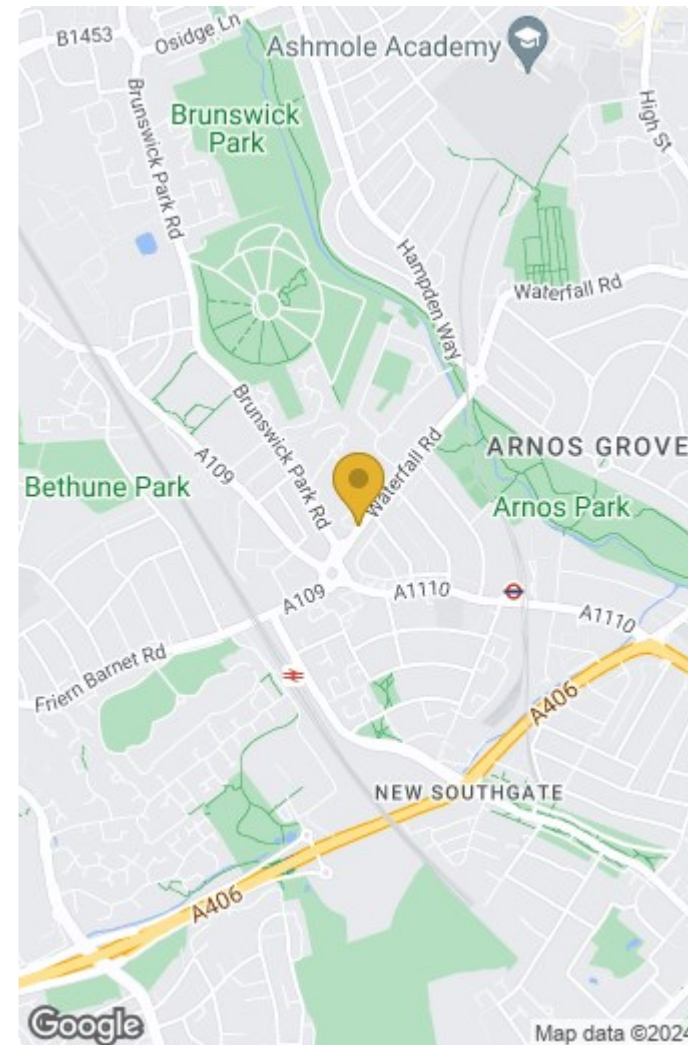 B1453
Osidge Ln
Ashmole Academy
High St
Brunswick
Park
Brunswick Park Rd
Hampden Way
Waterfall Rd
Brunswick Park Rd
Waterfall Rd
ARNOS GROVE
A109
Bethune Park
Arnos Park
A109
A1110
A1110
Friern Barnet Rd
A406
NEW SOUTHGATE
A406
Google
Map data ©2024